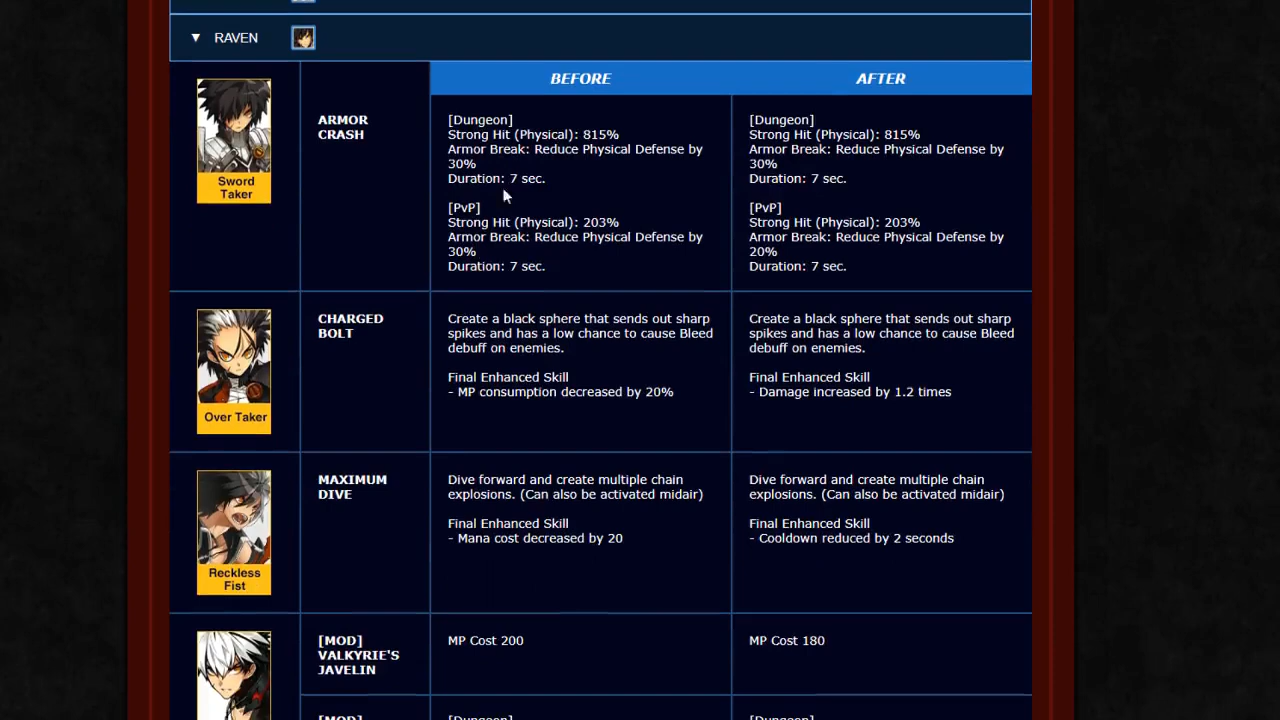 ▼ RAVEN
BEFORE
AFTER
Sword
Taker
ARMOR
CRASH
[Dungeon]
Strong Hit (Physical): 815%
Armor Break: Reduce Physical Defense by
30%
Duration: 7 sec.
[PvP]
Strong Hit (Physical): 203%
Armor Break: Reduce Physical Defense by
30%
Duration: 7 sec.
[Dungeon]
Strong Hit (Physical): 815%
Armor Break: Reduce Physical Defense by
30%
Duration: 7 sec.
[PvP]
Strong Hit (Physical): 203%
Armor Break: Reduce Physical Defense by
20%
Duration: 7 sec.
Over Taker
CHARGED
BOLT
Create a black sphere that sends out sharp
spikes and has a low chance to cause Bleed
debuff on enemies.
Final Enhanced Skill
- MP consumption decreased by 20%
Create a black sphere that sends out sharp
spikes and has a low chance to cause Bleed
debuff on enemies.
Final Enhanced Skill
- Damage increased by 1.2 times
Reckless
Fist
MAXIMUM
DIVE
Dive forward and create multiple chain
explosions. (Can also be activated midair)
Final Enhanced Skill
- Mana cost decreased by 20
Dive forward and create multiple chain
explosions. (Can also be activated midair)
Final Enhanced Skill
- Cooldown reduced by 2 seconds
[MOD]
VALKYRIE'S
JAVELIN
MP Cost 200
MP Cost 180
[MOD]
[Dungeon]
[Dungeon]